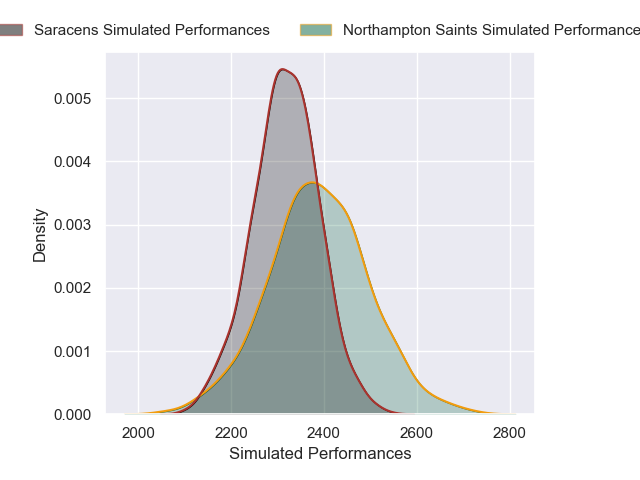 Saracens Simulated Performances
Northampton Saints Simulated Performance
0.005
0.004
0.003
0.002
0.001
0.000
Density
2000 2200 2400 2600 2800
Simulated Performances